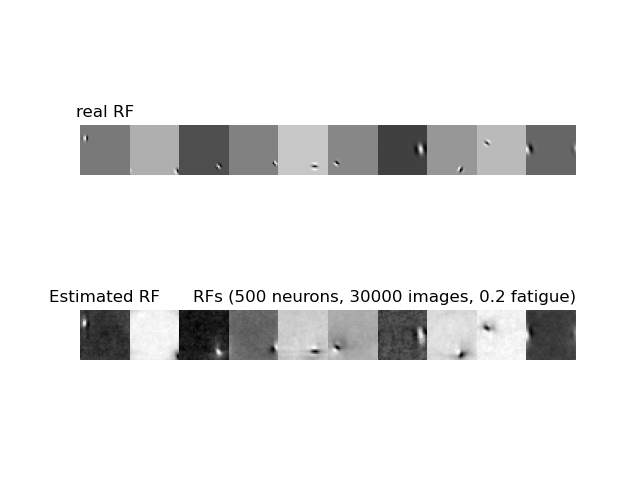 real RF
Estimated RF
RFs (500 neurons, 30000 images, 0.2 fatigue)